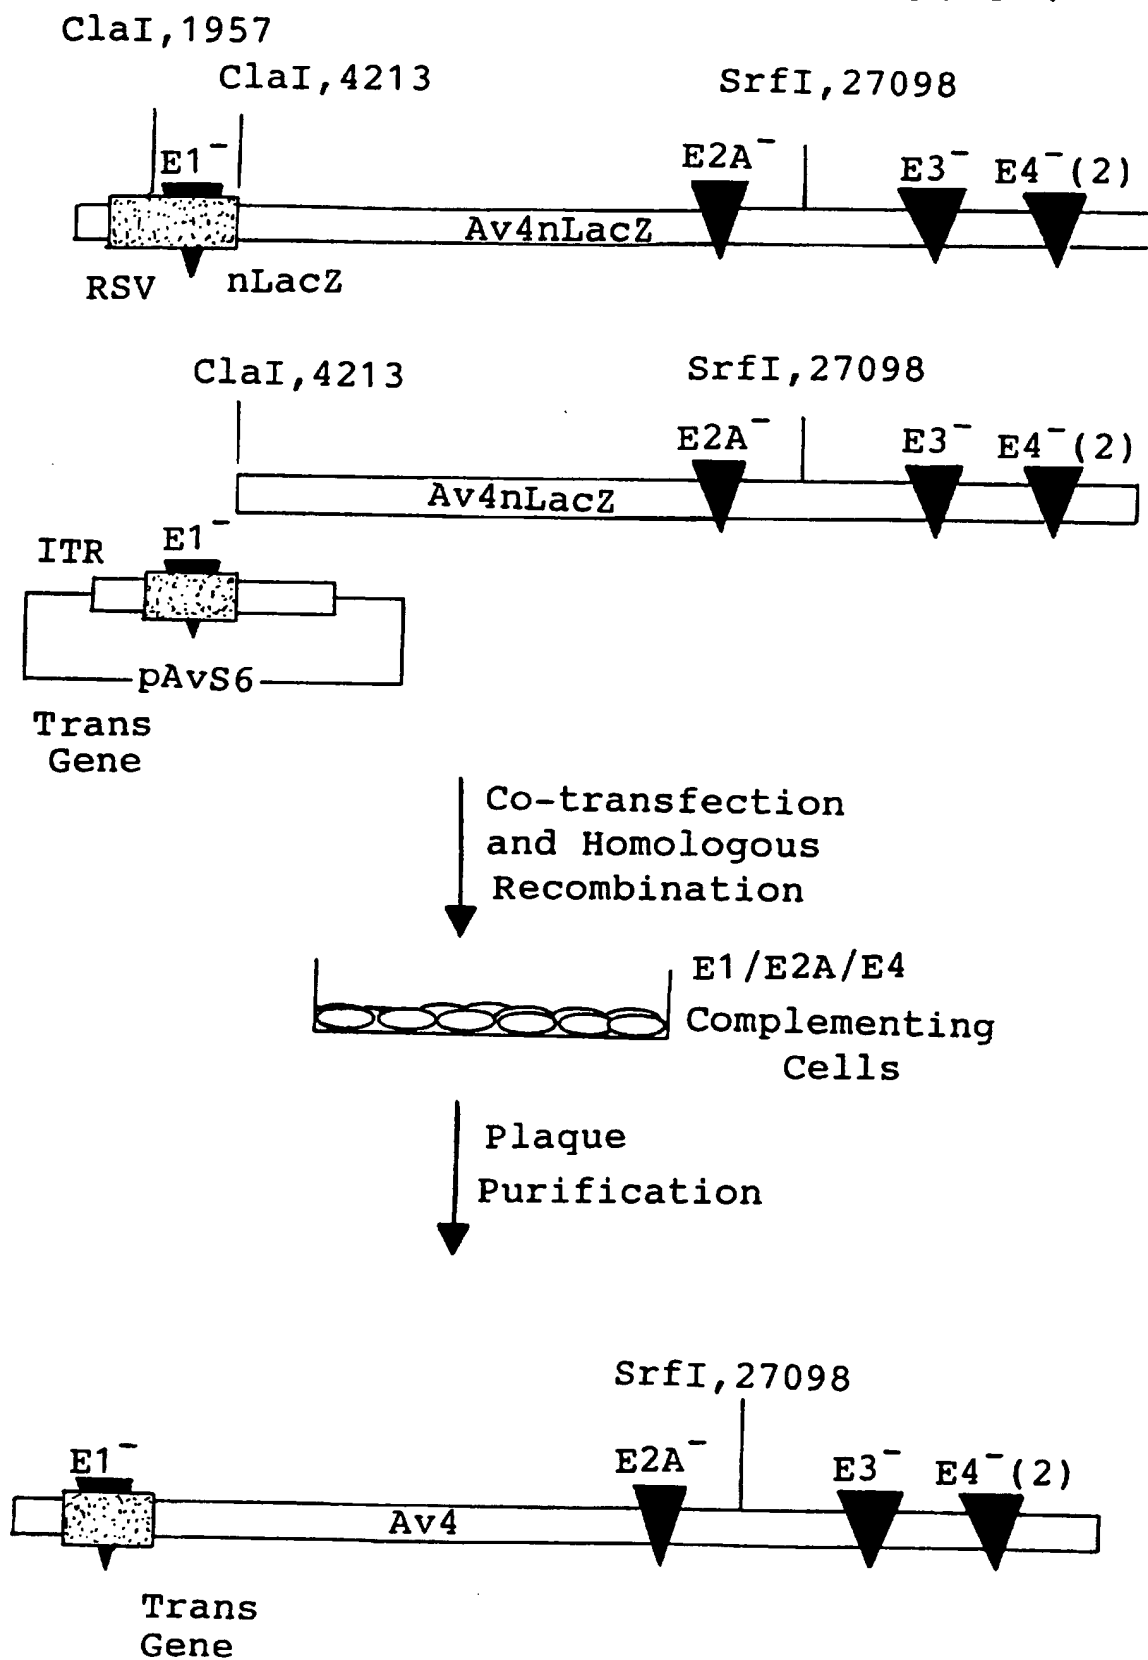 ClaI,1957
ClaI,4213
SrfI,27098
E1⁻
E2A⁻
E3⁻
E4⁻(2)
Av4nLacZ
RSV
nLacZ
ClaI,4213
SrfI,27098
E2A⁻
E3⁻
E4⁻(2)
Av4nLacZ
ITR
E1⁻
pAvS6
Trans
Gene
Co-transfection
and Homologous
Recombination
E1/E2A/E4
Complementing
Cells
Plaque
Purification
SrfI,27098
E1⁻
E2A⁻
E3⁻
E4⁻(2)
Av4
Trans
Gene